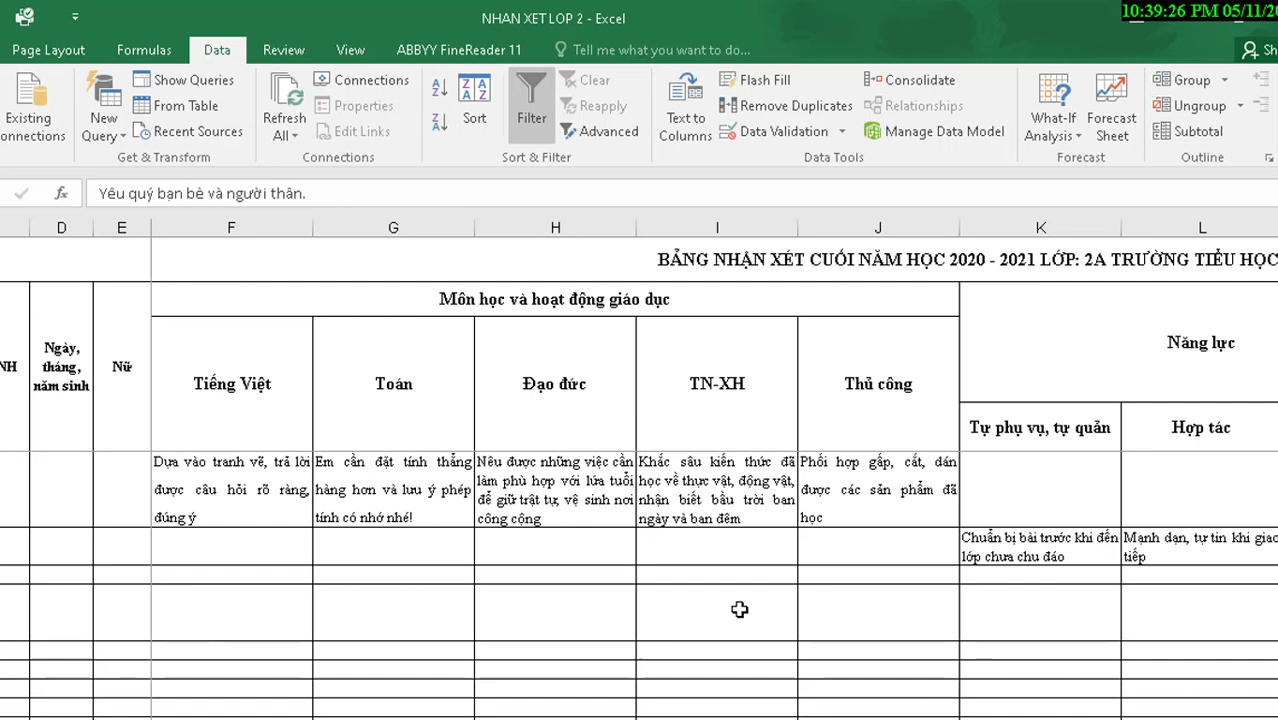 NHAN XET LOP 2 - Excel
10:39:26 PM 05/11/20
Page Layout Formulas Data Review View ABBYY FineReader 11 Tell me what you want to do... Sh
Existing Connections
New Query
Show Queries
From Table
Recent Sources
Get & Transform
Refresh All
Connections
Properties
Edit Links
Connections
Sort
Filter
Clear
Reapply
Advanced
Sort & Filter
Text to Columns
Flash Fill
Remove Duplicates
Data Validation
Consolidate
Relationships
Manage Data Model
Data Tools
What-If Analysis
Forecast Sheet
Forecast
Group
Ungroup
Subtotal
Outline
fx Yêu quý bạn bè và người thân.
D E F G H I J K L
BẢNG NHẬN XÉT CUỐI NĂM HỌC 2020 - 2021 LỚP: 2A TRƯỜNG TIỂU HỌC
Môn học và hoạt động giáo dục
Năng lực
NH
Ngày,
tháng,
năm sinh
Nữ
Tiếng Việt
Toán
Đạo đức
TN-XH
Thủ công
Tự phụ vụ, tự quản
Hợp tác
Dựa vào tranh vẽ, trả lời
được câu hỏi rõ ràng,
đúng ý
Em cần đặt tính thẳng
hàng hơn và lưu ý phép
tính có nhớ nhé!
Nêu được những việc cần
làm phù hợp với lứa tuổi
để giữ trật tự, vệ sinh nơi
công cộng
Khắc sâu kiến thức đã
học về thực vật, động vật,
nhận biết bầu trời ban
ngày và ban đêm
Phối hợp gấp, cắt, dán
được các sản phẩm đã
học
Chuẩn bị bài trước khi đến
lớp chưa chu đáo
Mạnh dạn, tự tin khi giao
tiếp